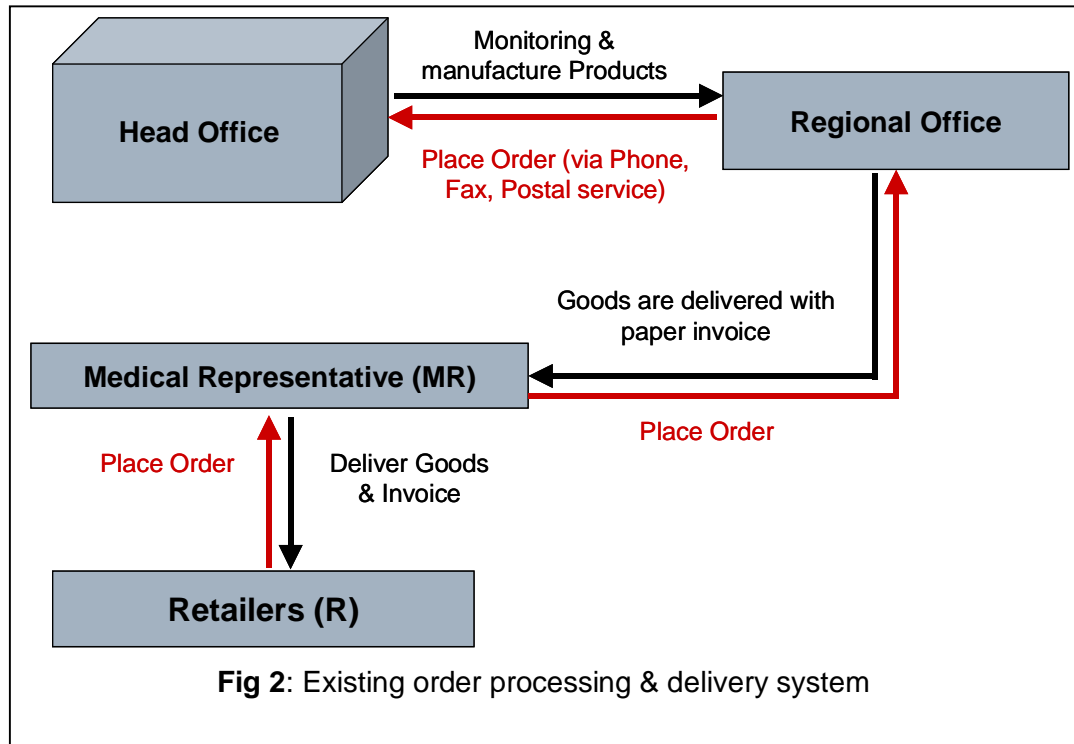 Monitoring &
manufacture Products
Head Office
Regional Office
Place Order (via Phone,
Fax, Postal service)
Goods are delivered with
paper invoice
Medical Representative (MR)
Place Order
Place Order
Deliver Goods
& Invoice
Retailers (R)
Fig 2: Existing order processing & delivery system